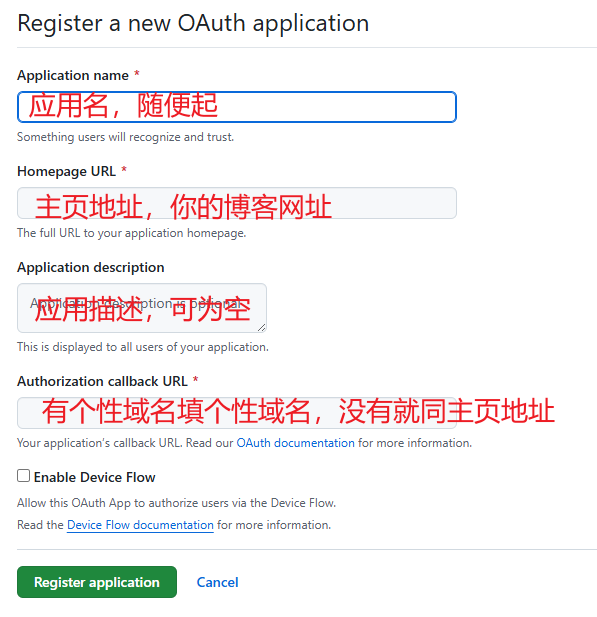 Register a new OAuth application
Application name *
应用名，随便起
Something users will recognize and trust.
Homepage URL *
主页地址，你的博客网址
The full URL to your application homepage.
Application description
Application description is optional
应用描述，可为空
This is displayed to all users of your application.
Authorization callback URL *
有个性域名填个性域名，没有就同主页地址
Your application's callback URL. Read our OAuth documentation for more information.
Enable Device Flow
Allow this OAuth App to authorize users via the Device Flow.
Read the Device Flow documentation for more information.
Register application Cancel